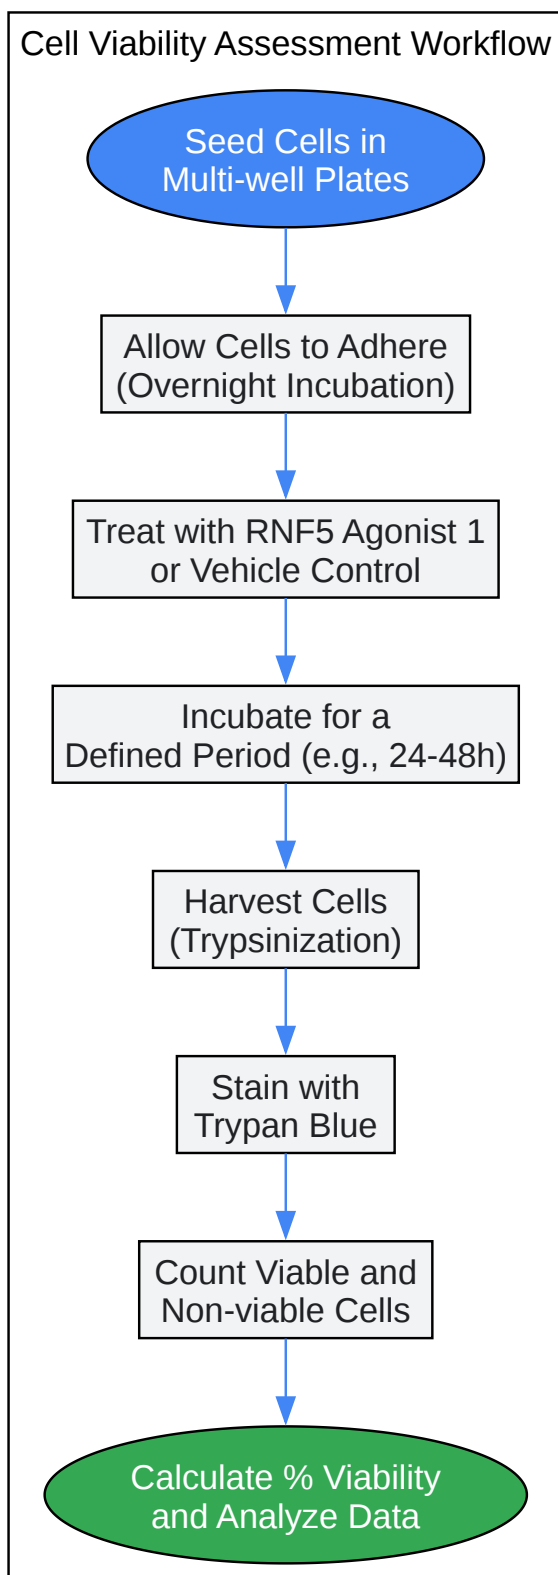 Cell Viability Assessment Workflow
Seed Cells in
Multi-well Plates
Allow Cells to Adhere
(Overnight Incubation)
Treat with RNF5 Agonist 1
or Vehicle Control
Incubate for a
Defined Period (e.g., 24-48h)
Harvest Cells
(Trypsinization)
Stain with
Trypan Blue
Count Viable and
Non-viable Cells
Calculate % Viability
and Analyze Data